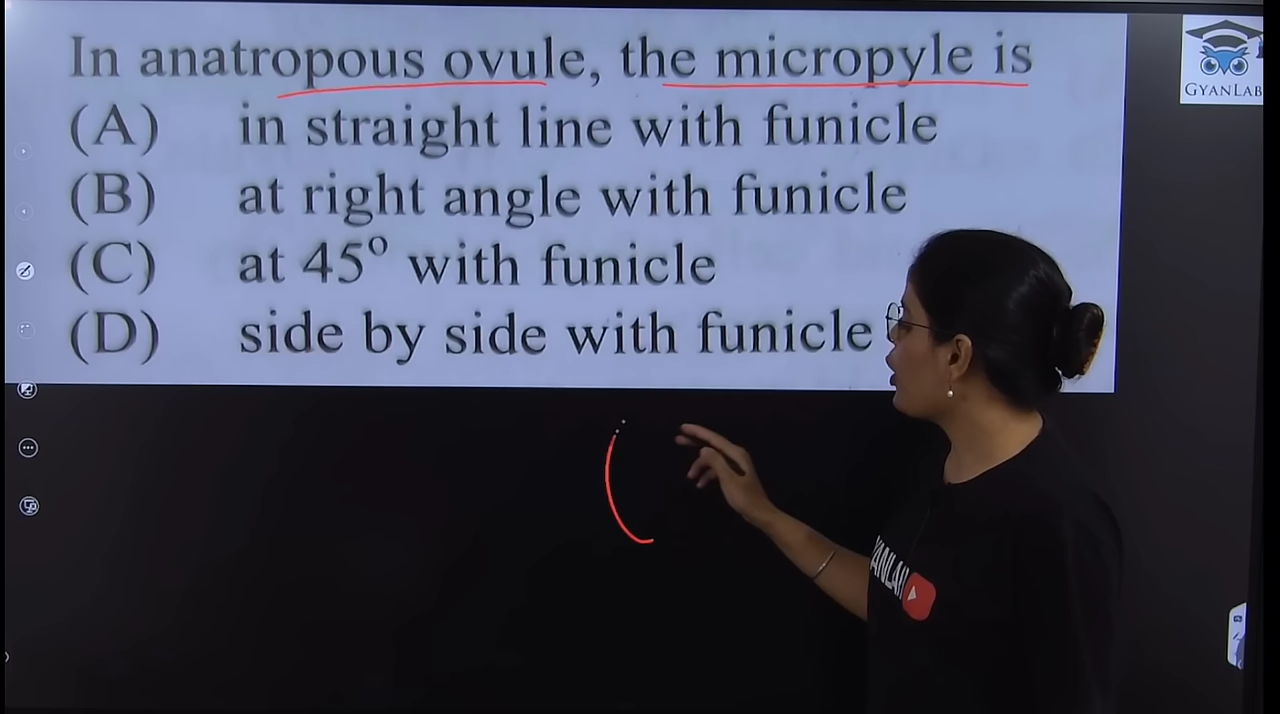 In anatropous ovule, the micropyle is
(A) in straight line with funicle
(B) at right angle with funicle
(C) at 45° with funicle
(D) side by side with funicle
GYANLAB